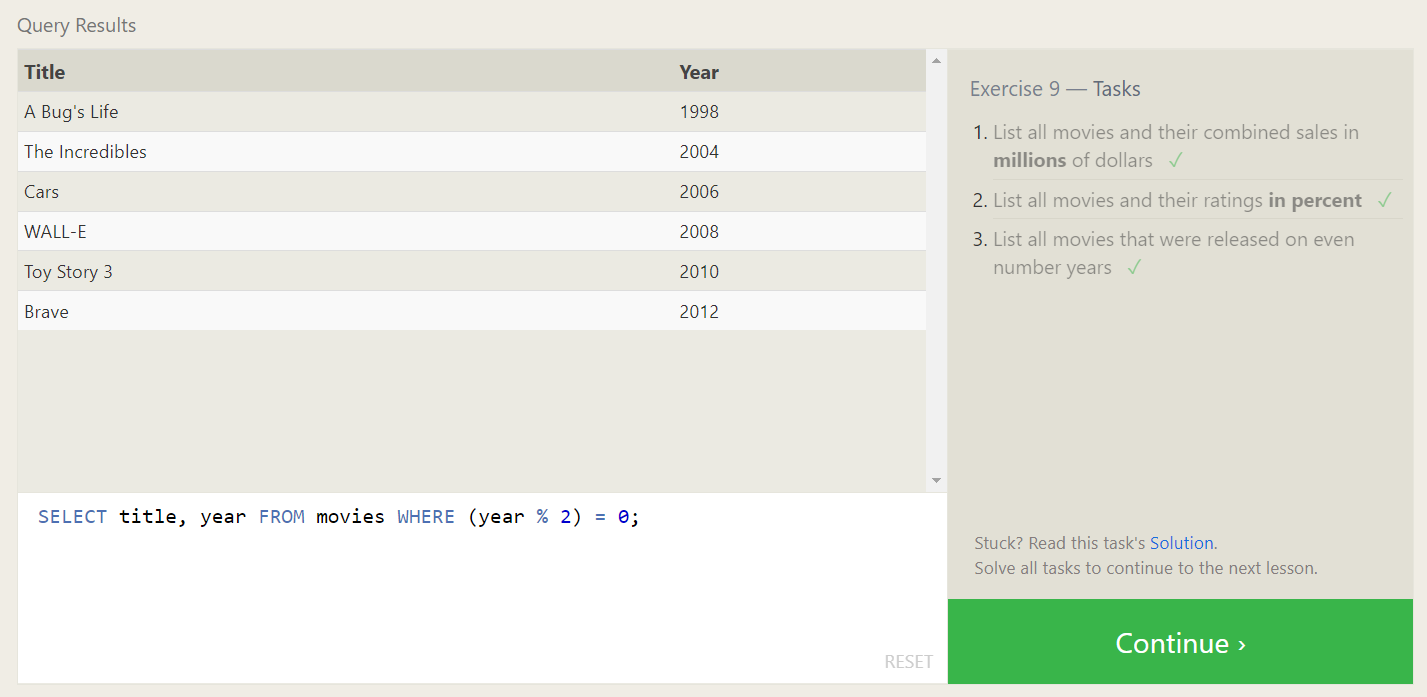 Query Results
Title Year
A Bug's Life 1998
The Incredibles 2004
Cars 2006
WALL-E 2008
Toy Story 3 2010
Brave 2012
SELECT title, year FROM movies WHERE (year % 2) = 0;
RESET
Exercise 9 — Tasks
1. List all movies and their combined sales in
millions of dollars ✓
2. List all movies and their ratings in percent ✓
3. List all movies that were released on even
number years ✓
Stuck? Read this task's Solution.
Solve all tasks to continue to the next lesson.
Continue ›